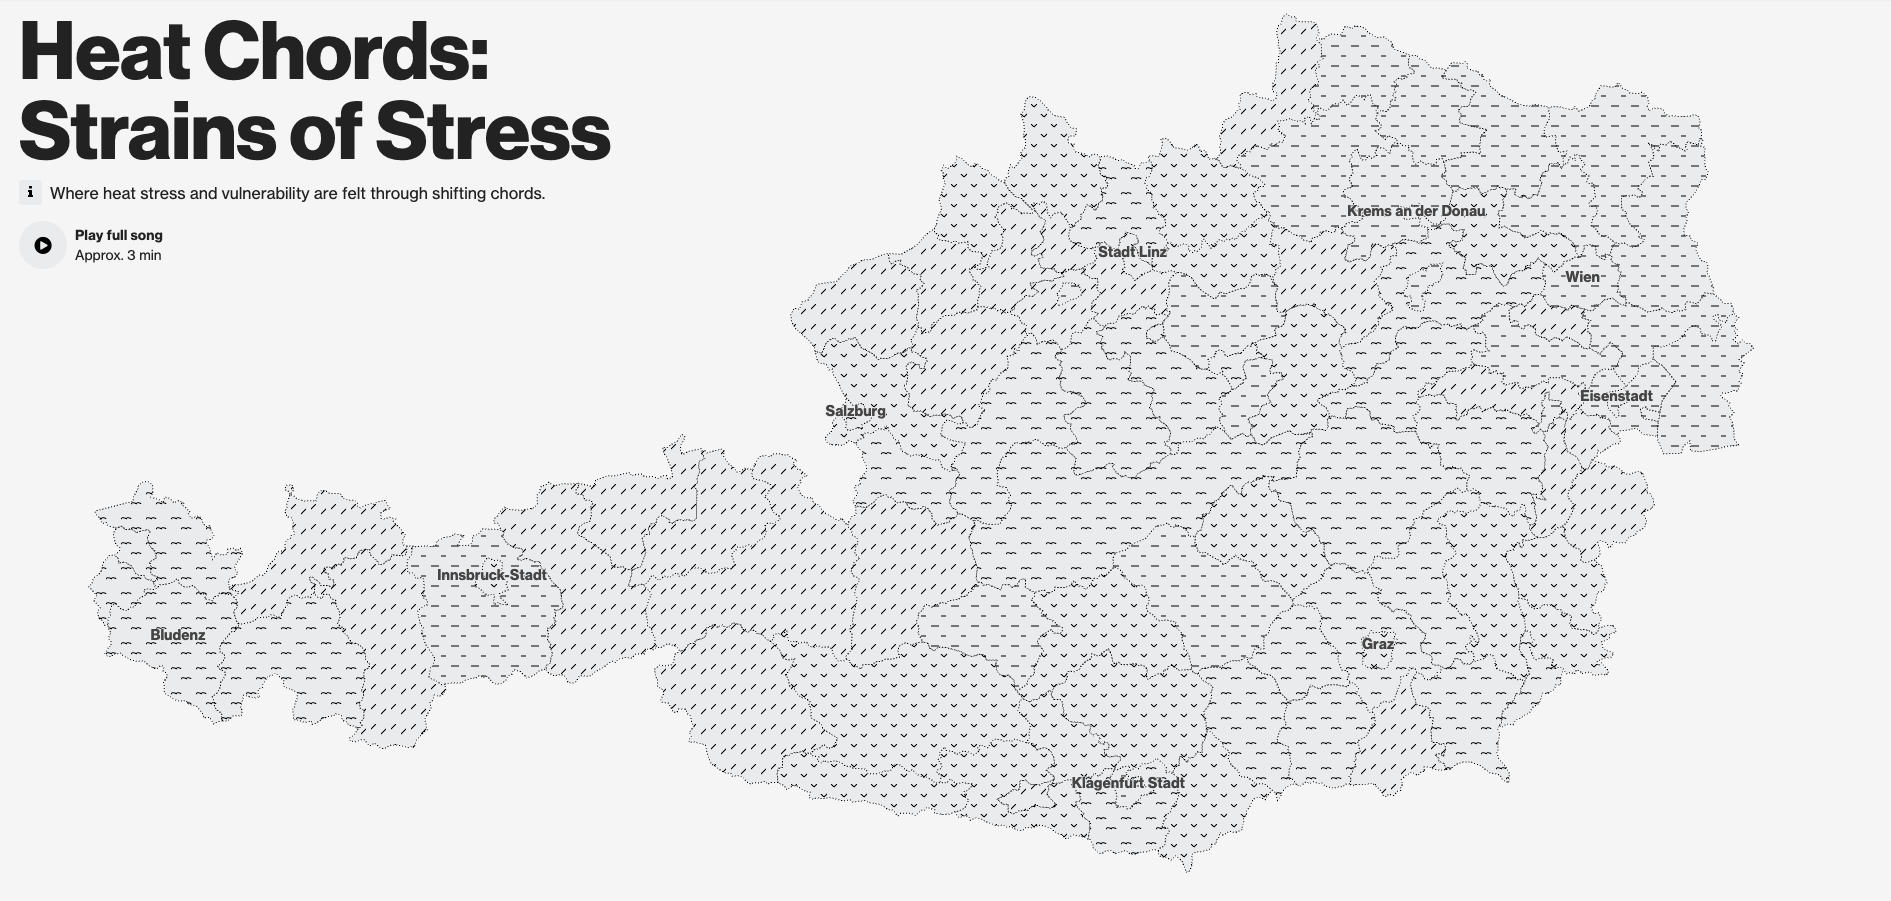 Heat Chords:
Strains of Stress
i Where heat stress and vulnerability are felt through shifting chords.
Play full song
Approx. 3 min
Krems an der Donau
Stadt Linz
Wien
Eisenstadt
Salzburg
Innsbruck-Stadt
Bludenz
Graz
Klagenfurt Stadt